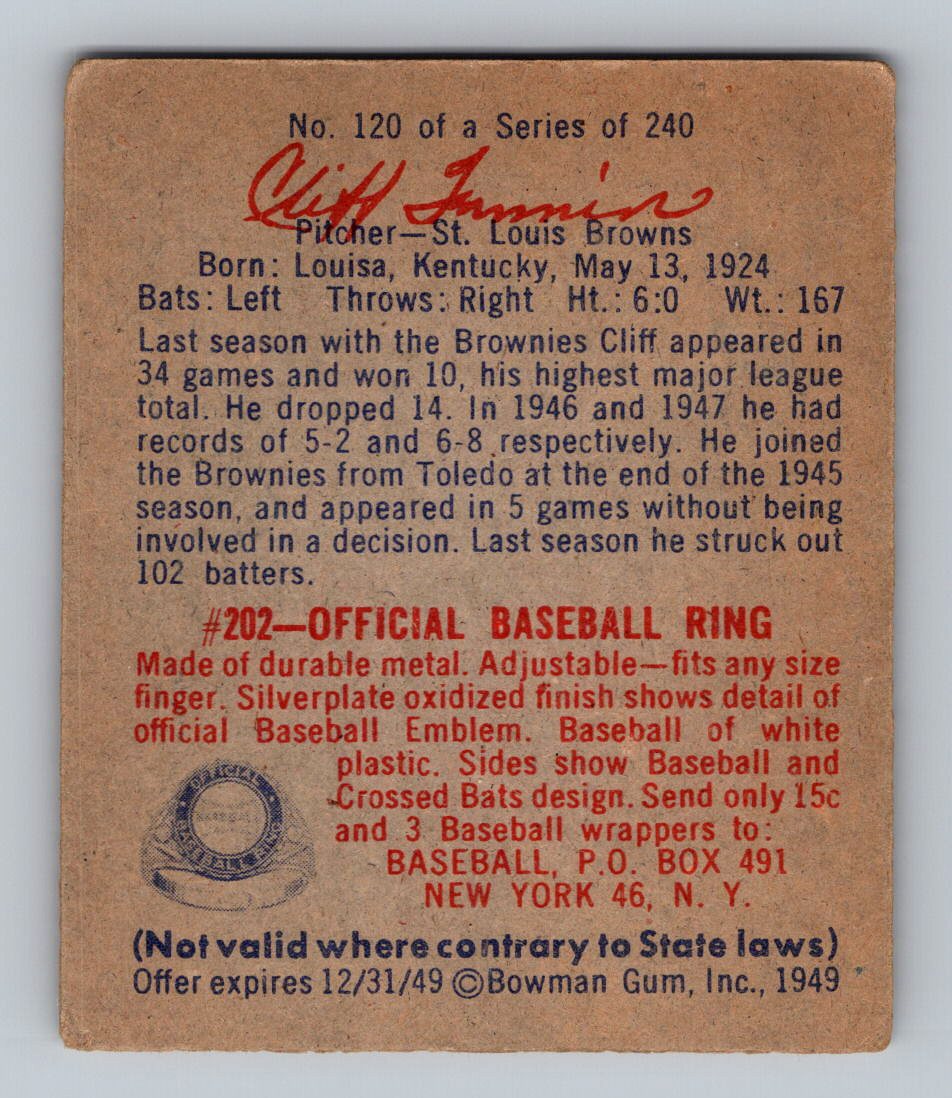 No. 120 of a Series of 240
Cliff Fannin
Pitcher—St. Louis Browns
Born: Louisa, Kentucky, May 13, 1924
Bats: Left Throws: Right Ht.: 6:0 Wt.: 167
Last season with the Brownies Cliff appeared in
34 games and won 10, his highest major league
total. He dropped 14. In 1946 and 1947 he had
records of 5-2 and 6-8 respectively. He joined
the Brownies from Toledo at the end of the 1945
season, and appeared in 5 games without being
involved in a decision. Last season he struck out
102 batters.
#202—OFFICIAL BASEBALL RING
Made of durable metal. Adjustable—fits any size
finger. Silverplate oxidized finish shows detail of
official Baseball Emblem. Baseball of white
plastic. Sides show Baseball and
Crossed Bats design. Send only 15c
and 3 Baseball wrappers to:
BASEBALL, P.O. BOX 491
NEW YORK 46, N. Y.
OFFICIAL
BASEBALL RING
(Not valid where contrary to State laws)
Offer expires 12/31/49 ©Bowman Gum, Inc., 1949